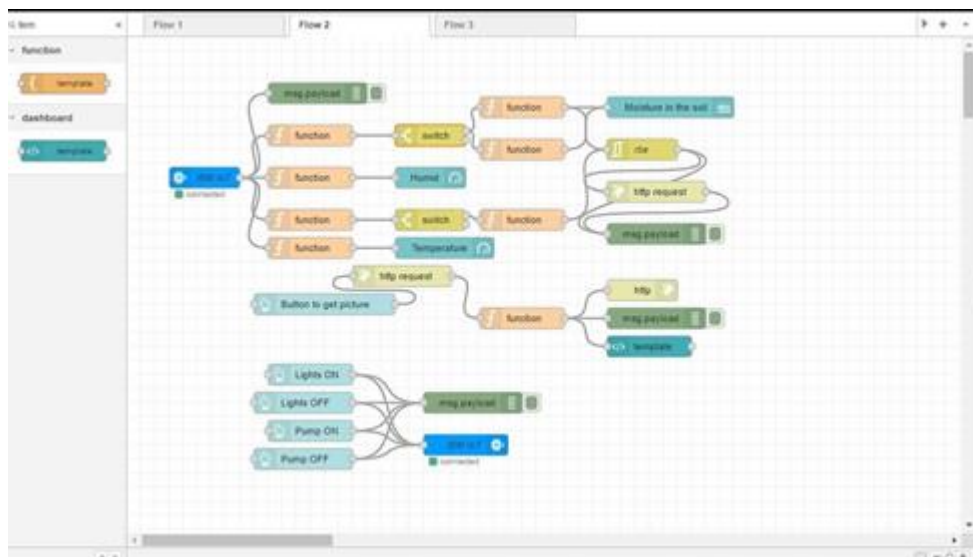 Flow 1
Flow 2
Flow 3
function
template
dashboard
template
msg.payload
function
switch
function
function
Moisture in the soil
rbe
connected
function
Humid
http request
function
switch
function
msg.payload
function
Temperature
http request
Button to get picture
function
http
msg.payload
template
Lights ON
Lights OFF
Pump ON
Pump OFF
msg.payload
connected